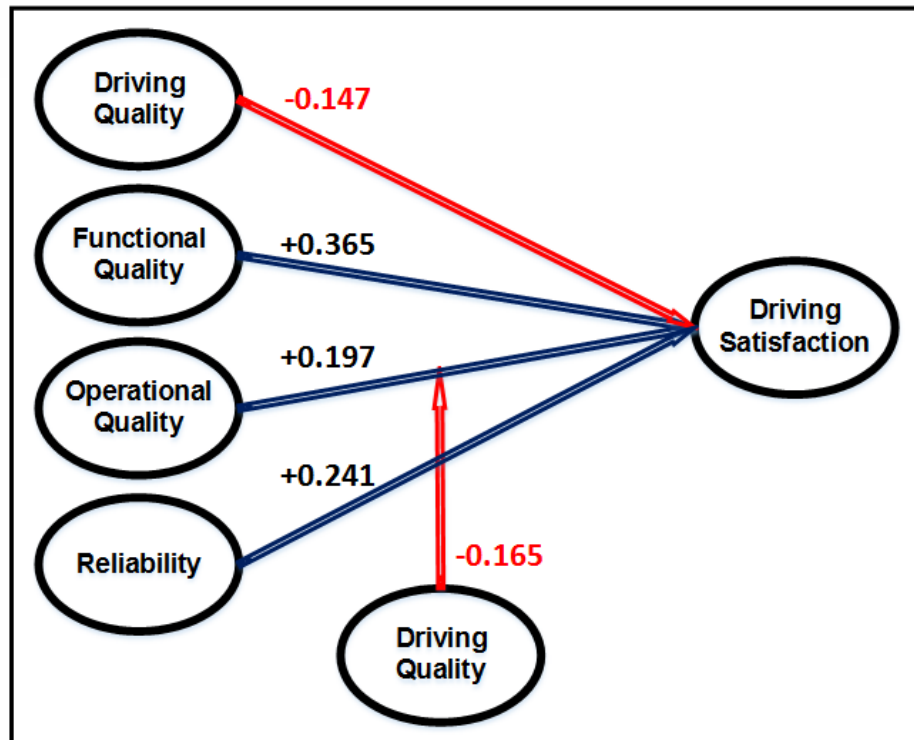 Driving
Quality
-0.147
Functional
Quality
+0.365
Driving
Satisfaction
Operational
Quality
+0.197
Reliability
+0.241
-0.165
Driving
Quality